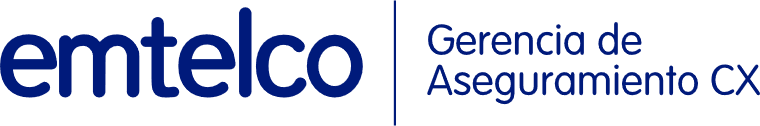 emtelco
Gerencia de
Aseguramiento CX